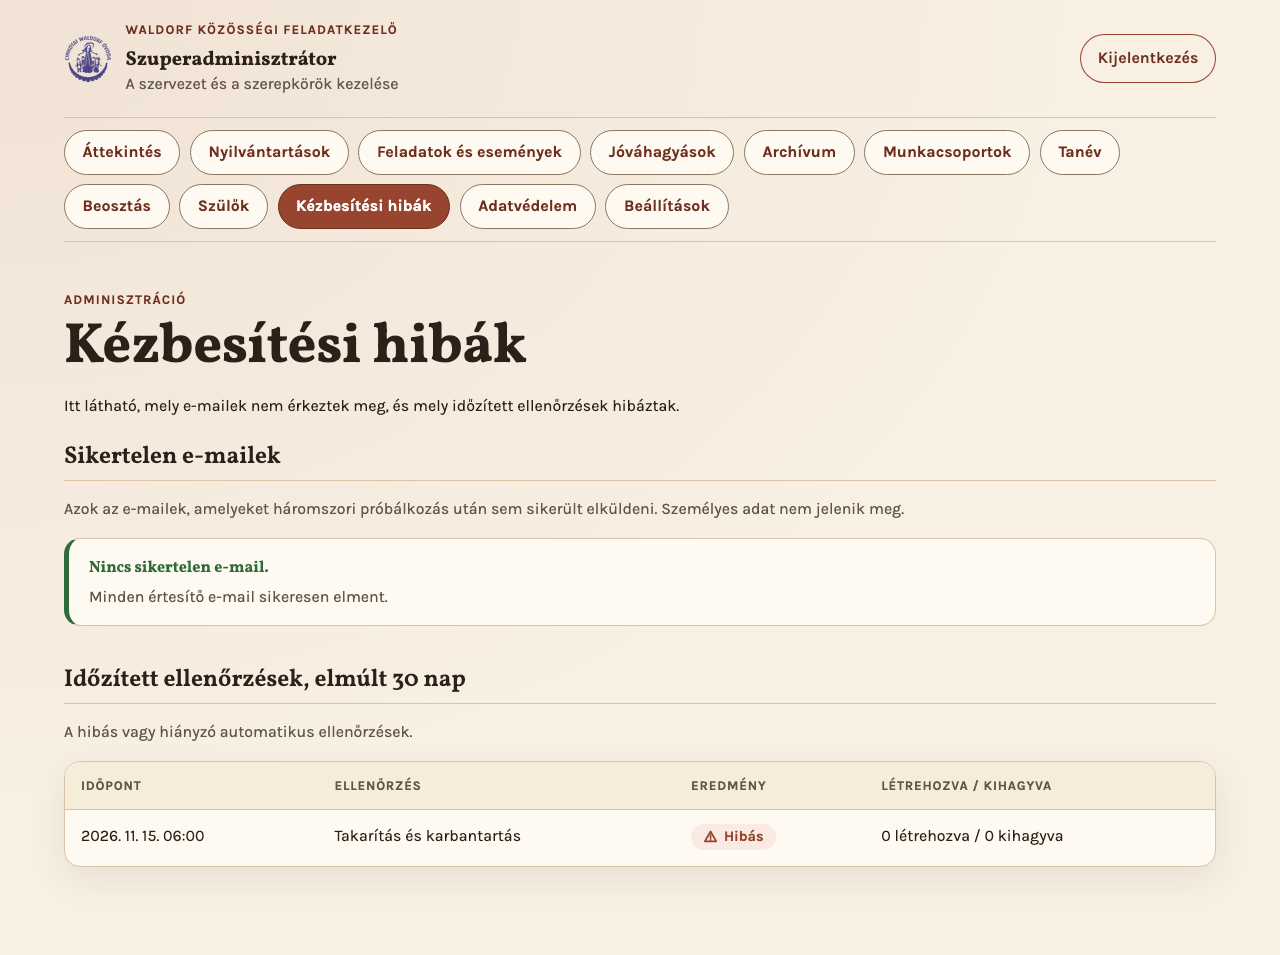 WALDORF KÖZÖSSÉGI FELADATKEZELŐ
Szuperadminisztrátor
A szervezet és a szerepkörök kezelése
Kijelentkezés
Áttekintés
Nyilvántartások
Feladatok és események
Jóváhagyások
Archívum
Munkacsoportok
Tanév
Beosztás
Szülők
Kézbesítési hibák
Adatvédelem
Beállítások
ADMINISZTRÁCIÓ
Kézbesítési hibák
Itt látható, mely e-mailek nem érkeztek meg, és mely időzített ellenőrzések hibáztak.
Sikertelen e-mailek
Azok az e-mailek, amelyeket háromszori próbálkozás után sem sikerült elküldeni. Személyes adat nem jelenik meg.
Nincs sikertelen e-mail.
Minden értesítő e-mail sikeresen elment.
Időzített ellenőrzések, elmúlt 30 nap
A hibás vagy hiányzó automatikus ellenőrzések.
IDŐPONT ELLENŐRZÉS EREDMÉNY LÉTREHOZVA / KIHAGYVA
2026. 11. 15. 06:00 Takarítás és karbantartás Hibás 0 létrehozva / 0 kihagyva